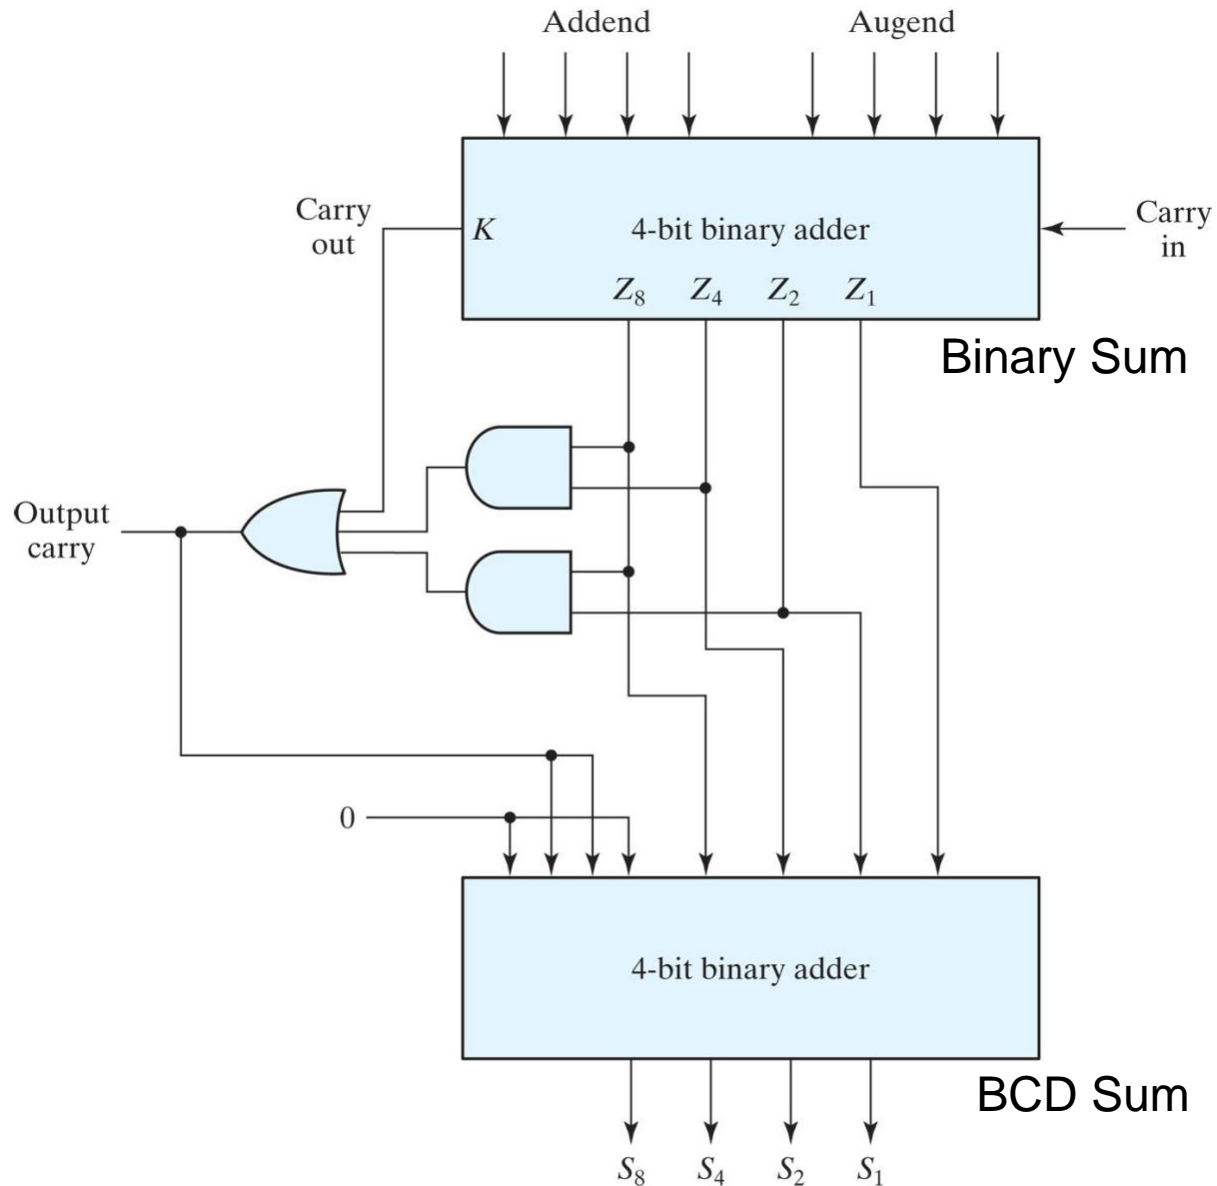 Addend
Augend
Carry
out
K
4-bit binary adder
Carry
in
Z₈ Z₄ Z₂ Z₁
Binary Sum
Output
carry
0
4-bit binary adder
BCD Sum
S₈ S₄ S₂ S₁